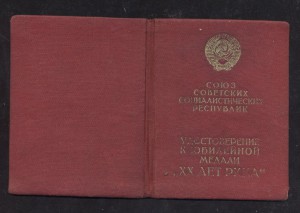 СОЮЗ
СОВЕТСКИХ
СОЦИАЛИСТИЧЕСКИХ
РЕСПУБЛИК
УДОСТОВЕРЕНИЕ
К ЮБИЛЕЙНОЙ
МЕДАЛИ
„XX ЛЕТ РККА"